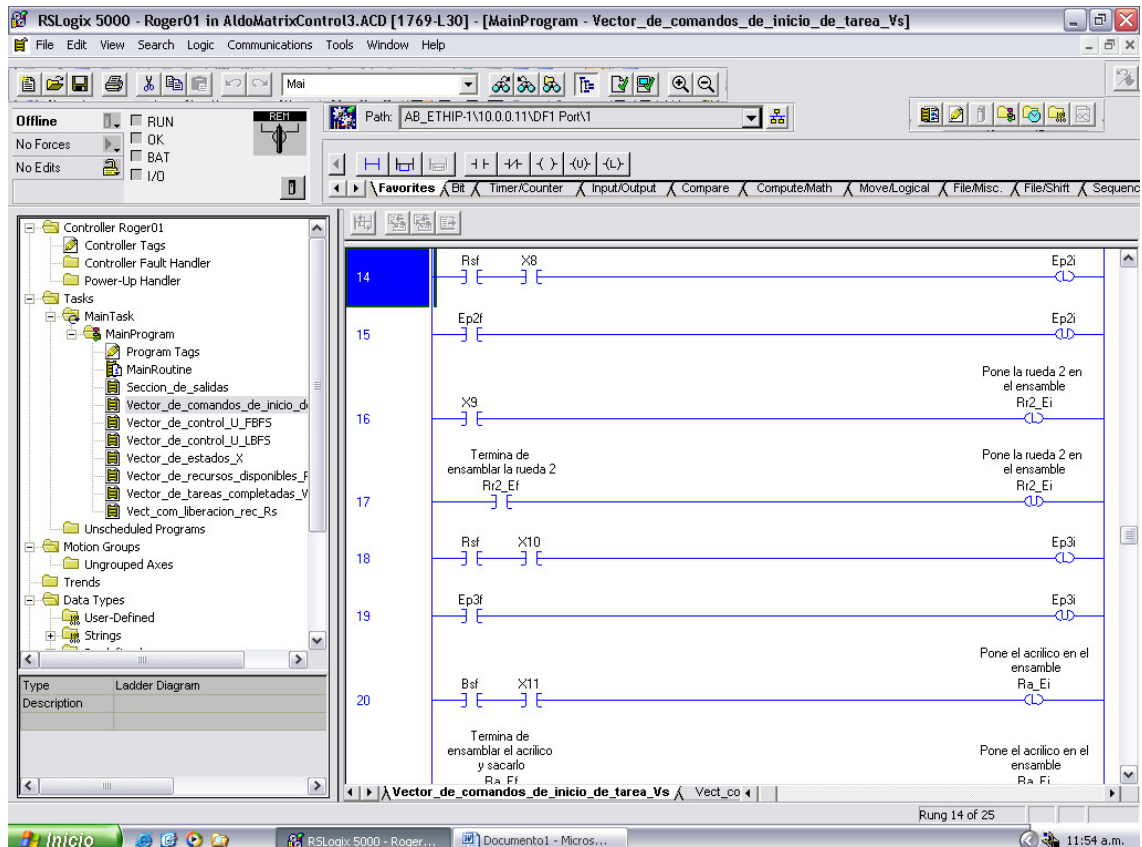 RSLogix 5000 - Roger01 in AldoMatrixControl3.ACD [1769-L30] - [MainProgram - Vector_de_comandos_de_inicio_de_tarea_Vs]
File Edit View Search Logic Communications Tools Window Help
Mai
Offline
RUN
REM
Path: AB_ETHIP-1\10.0.0.11\DF1 Port\1
No Forces
OK
No Edits
BAT
I/O
Favorites Bit Timer/Counter Input/Output Compare Compute/Math Move/Logical File/Misc. File/Shift Sequenc
Controller Roger01
Controller Tags
Controller Fault Handler
Power-Up Handler
Tasks
MainTask
MainProgram
Program Tags
MainRoutine
Seccion_de_salidas
Vector_de_comandos_de_inicio_d
Vector_de_control_U_FBFS
Vector_de_control_U_LBFS
Vector_de_estados_X
Vector_de_recursos_disponibles_F
Vector_de_tareas_completadas_V
Vect_com_liberacion_rec_Rs
Unscheduled Programs
Motion Groups
Ungrouped Axes
Trends
Data Types
User-Defined
Strings
Type Ladder Diagram
Description
Rsf X8 Ep2i
14 L
Ep2f Ep2i
15 U
Pone la rueda 2 en
el ensamble
X9 Rr2_Ei
16 L
Termina de
ensamblar la rueda 2
Rr2_Ef
Pone la rueda 2 en
el ensamble
Rr2_Ei
17 U
Rsf X10 Ep3i
18 L
Ep3f Ep3i
19 U
Pone el acrilico en el
ensamble
Bsf X11 Ra_Ei
20 L
Termina de
ensamblar el acrilico
y sacarlo
Ra_Ef
Pone el acrilico en el
ensamble
Ra_Ei
Vector_de_comandos_de_inicio_de_tarea_Vs Vect_co
Rung 14 of 25
Inicio
RSLogix 5000 - Roger...
Documento1 - Micros...
11:54 a.m.